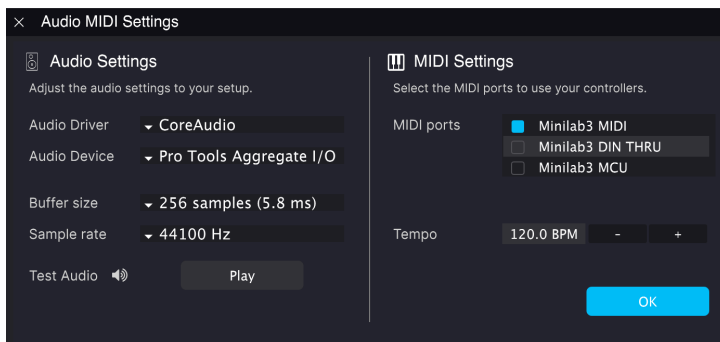 × Audio MIDI Settings
Audio Settings
Adjust the audio settings to your setup.
Audio Driver CoreAudio
Audio Device Pro Tools Aggregate I/O
Buffer size 256 samples (5.8 ms)
Sample rate 44100 Hz
Test Audio Play
MIDI Settings
Select the MIDI ports to use your controllers.
MIDI ports Minilab3 MIDI
Minilab3 DIN THRU
Minilab3 MCU
Tempo 120.0 BPM - +
OK